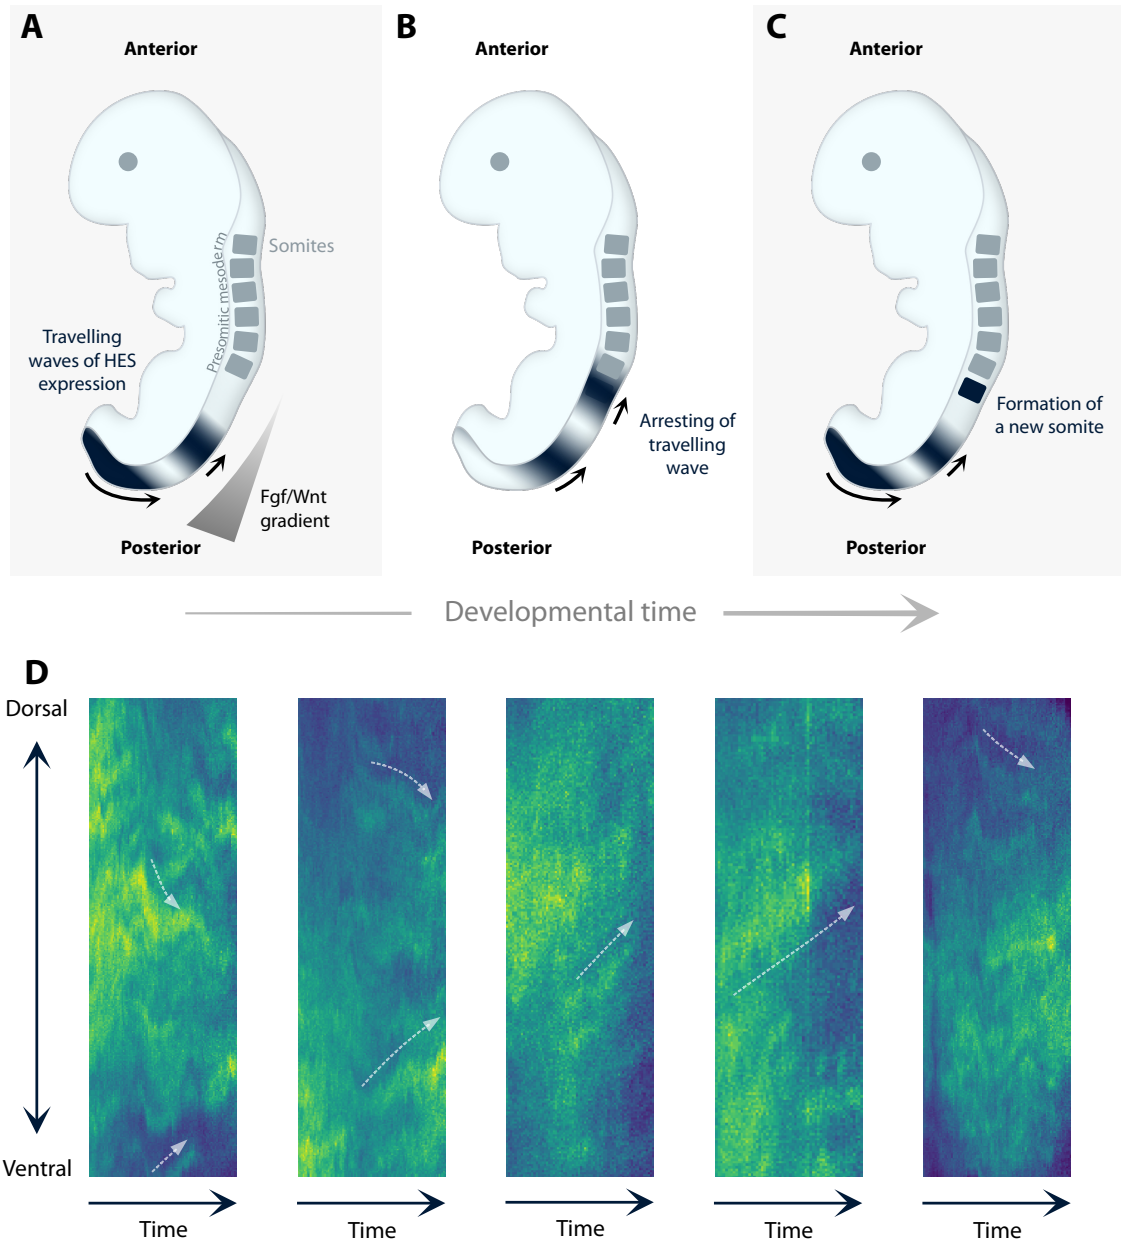 A
B
C
Anterior
Anterior
Anterior
Somites
Presomitic mesoderm
Travelling
waves of HES
expression
Arresting of
travelling
wave
Formation of
a new somite
Fgf/Wnt
gradient
Posterior
Posterior
Posterior
Developmental time
D
Dorsal
Ventral
Time
Time
Time
Time
Time